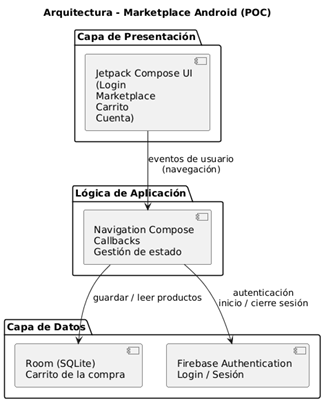 Arquitectura - Marketplace Android (POC)
Capa de Presentación
Jetpack Compose UI
(Login
Marketplace
Carrito
Cuenta)
eventos de usuario
(navegación)
Lógica de Aplicación
Navigation Compose
Callbacks
Gestión de estado
guardar / leer productos
autenticación
inicio / cierre sesión
Capa de Datos
Room (SQLite)
Carrito de la compra
Firebase Authentication
Login / Sesión